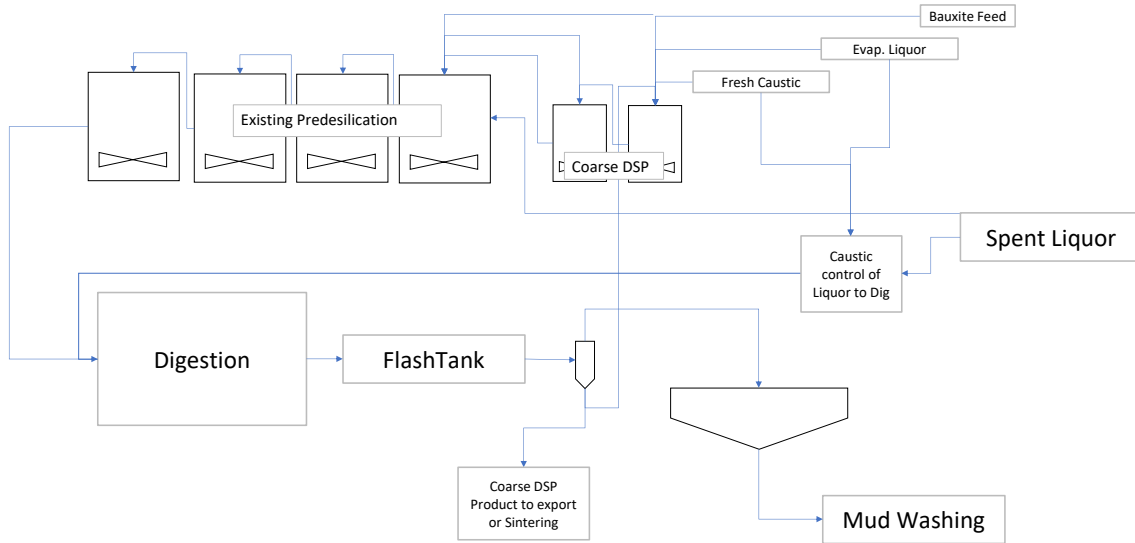 Bauxite Feed
Evap. Liquor
Fresh Caustic
Existing Predesilication
Coarse DSP
Spent Liquor
Caustic
control of
Liquor to Dig
Digestion
FlashTank
Coarse DSP
Product to export
or Sintering
Mud Washing